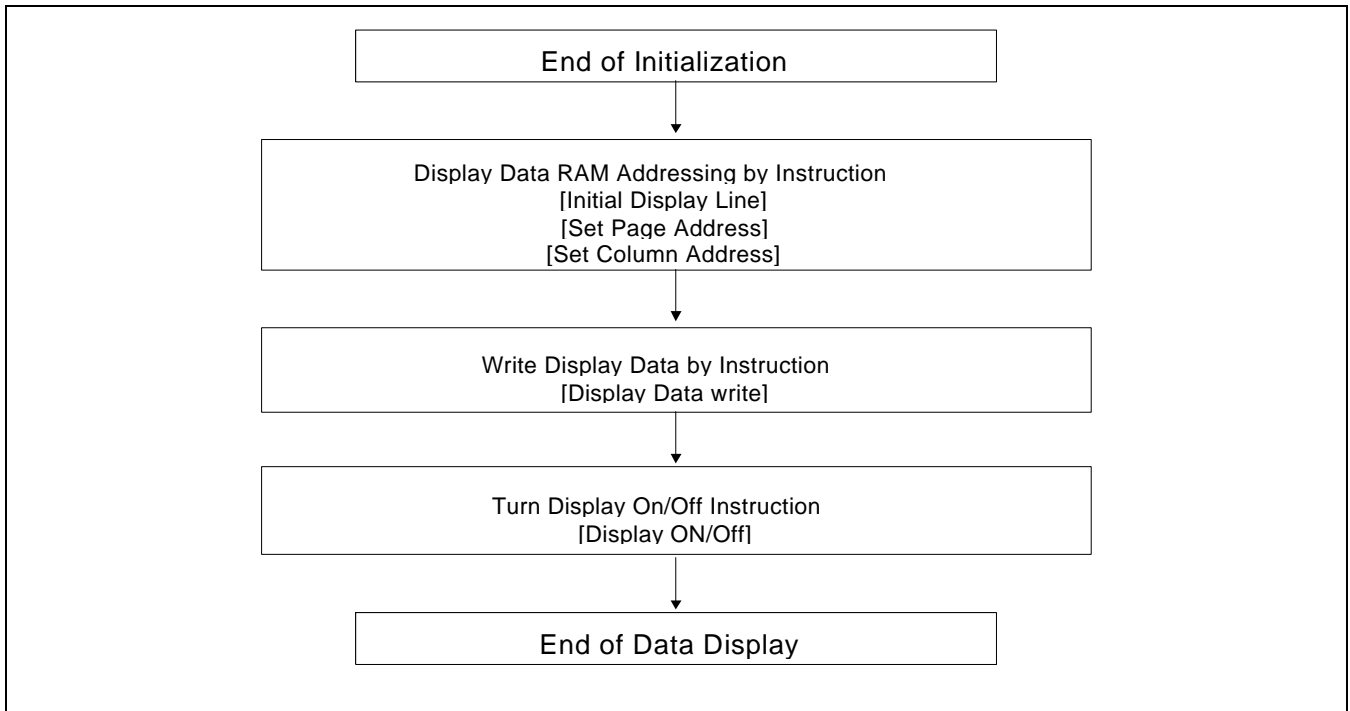 End of Initialization
Display Data RAM Addressing by Instruction
[Initial Display Line]
[Set Page Address]
[Set Column Address]
Write Display Data by Instruction
[Display Data write]
Turn Display On/Off Instruction
[Display ON/Off]
End of Data Display